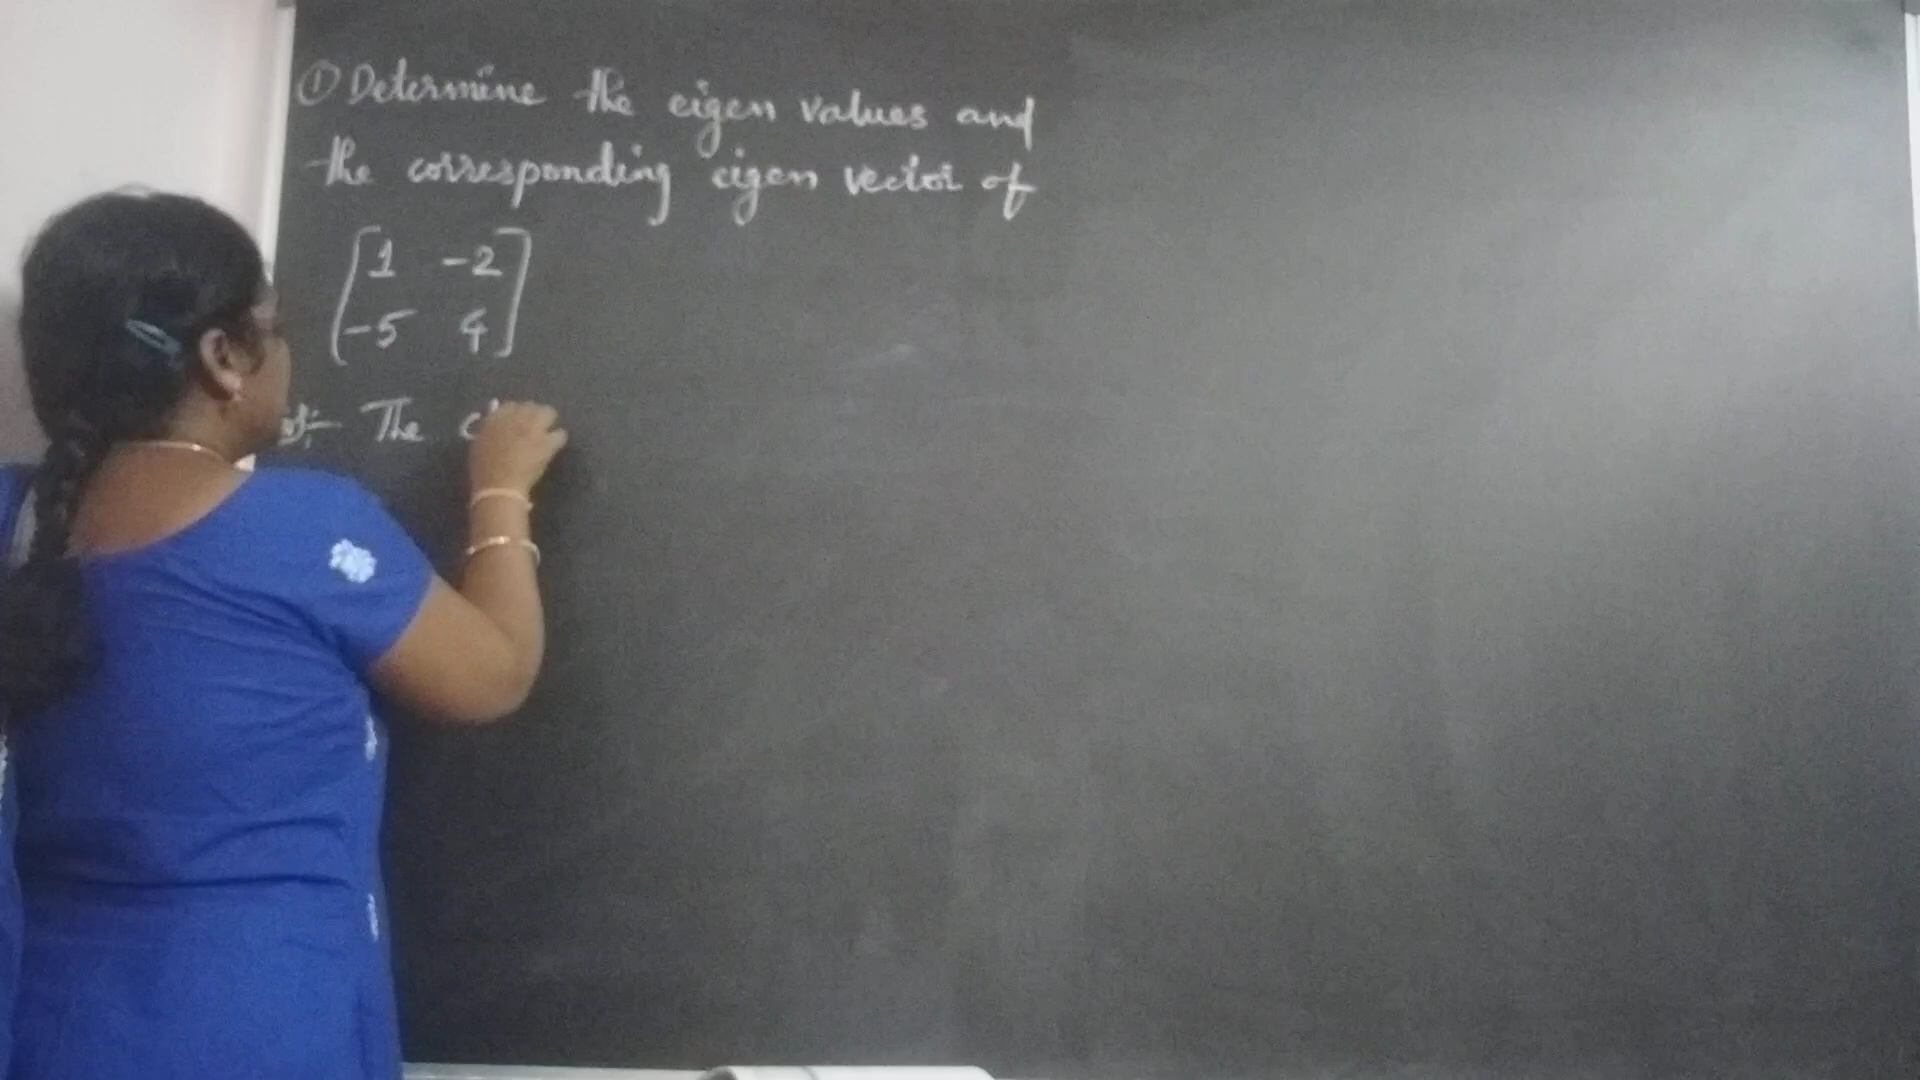 ① Determine the eigen values and
the corresponding eigen vector of
[1 -2]
[-5 4]
The